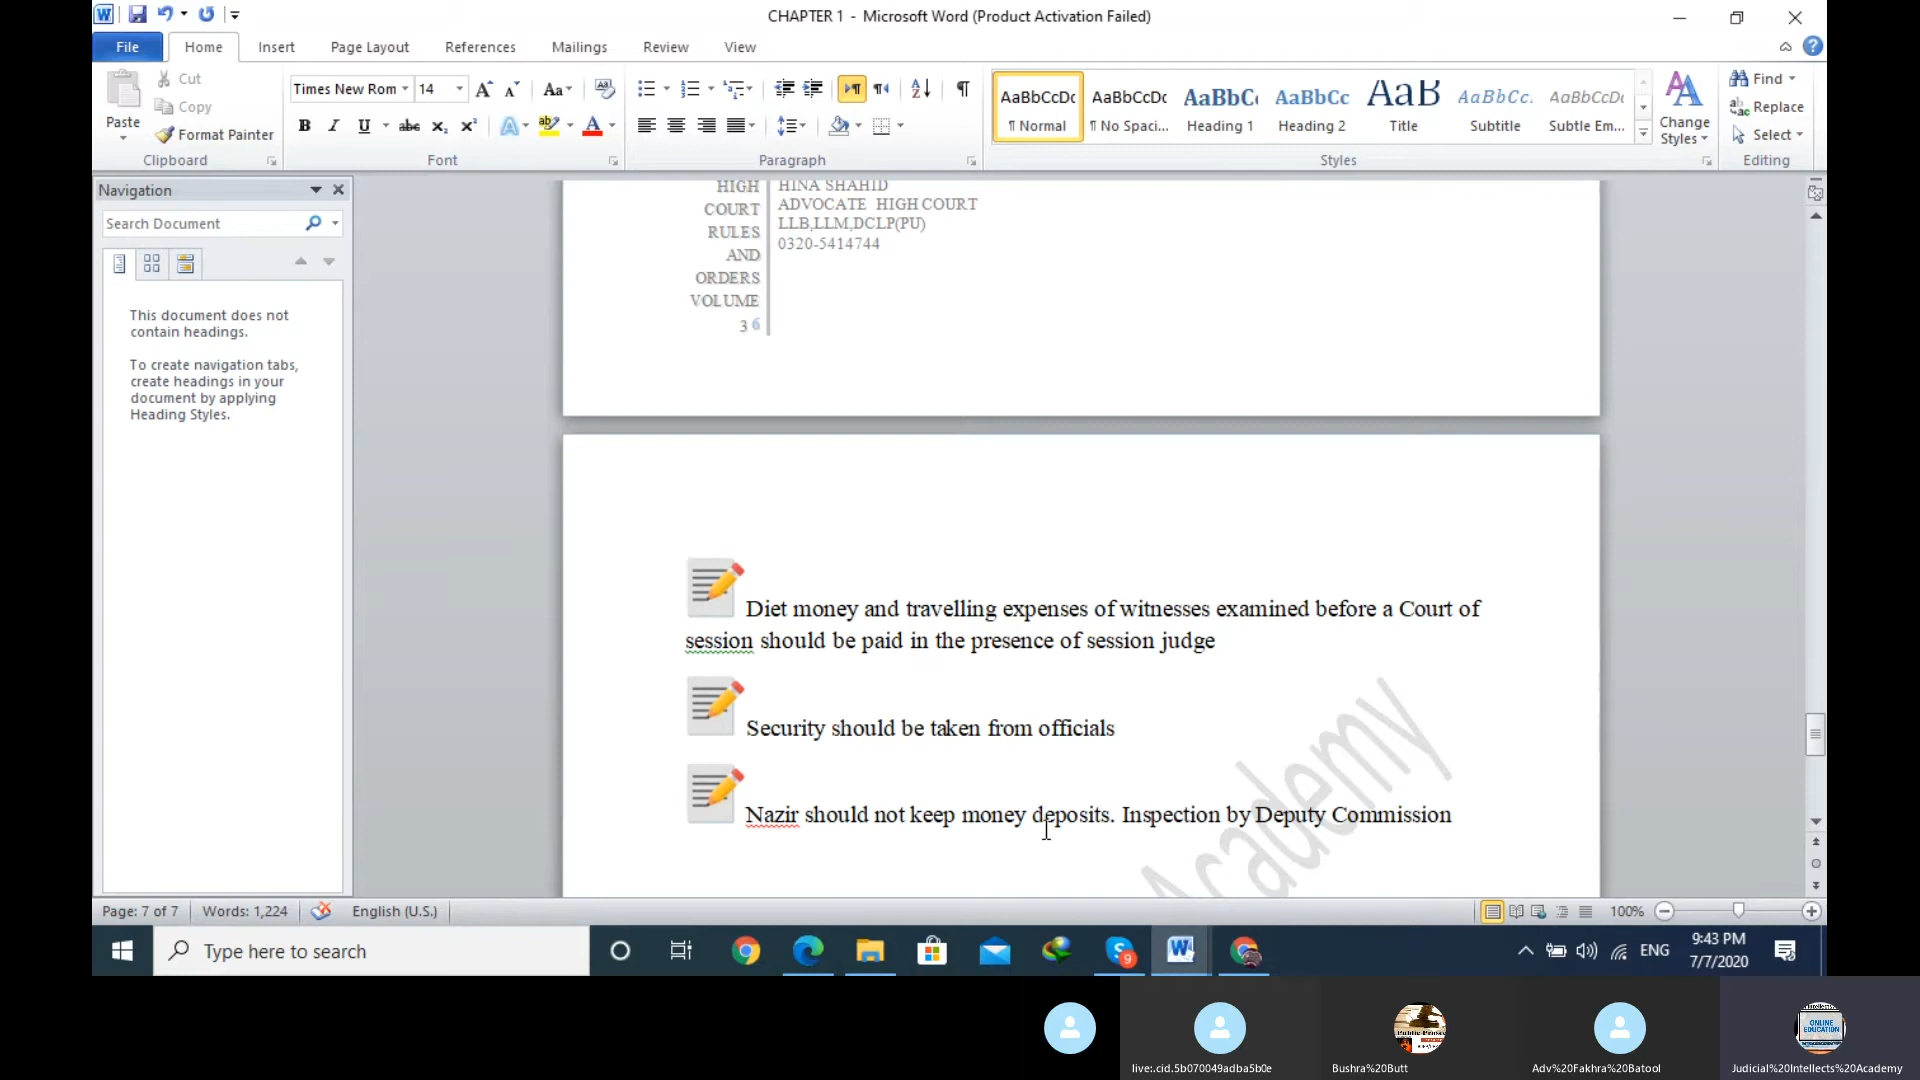 CHAPTER 1 - Microsoft Word (Product Activation Failed)
File Home Insert Page Layout References Mailings Review View
Paste
Cut
Copy
Format Painter
Clipboard
Times New Rom 14
Font
Paragraph
AaBbCcDc AaBbCcDc AaBbC AaBbCc AaB AaBbCc. AaBbCcDc
¶ Normal ¶ No Spaci... Heading 1 Heading 2 Title Subtitle Subtle Em...
Styles
Change
Styles
Find
Replace
Select
Editing
Navigation
Search Document
This document does not
contain headings.
To create navigation tabs,
create headings in your
document by applying
Heading Styles.
HIGH
COURT
RULES
AND
ORDERS
VOLUME
3 6
HINA SHAHID
ADVOCATE HIGH COURT
LLB,LLM,DCLP(PU)
0320-5414744
Diet money and travelling expenses of witnesses examined before a Court of
session should be paid in the presence of session judge
Security should be taken from officials
Nazir should not keep money deposits. Inspection by Deputy Commission
Academy
Page: 7 of 7 Words: 1,224 English (U.S.) 100%
Type here to search
9
ENG
9:43 PM
7/7/2020
live:.cid.5b070049adba5b0e
Bushra%20Butt
Adv%20Fakhra%20Batool
ONLINE
EDUCATION
Judicial%20Intellects%20Academy